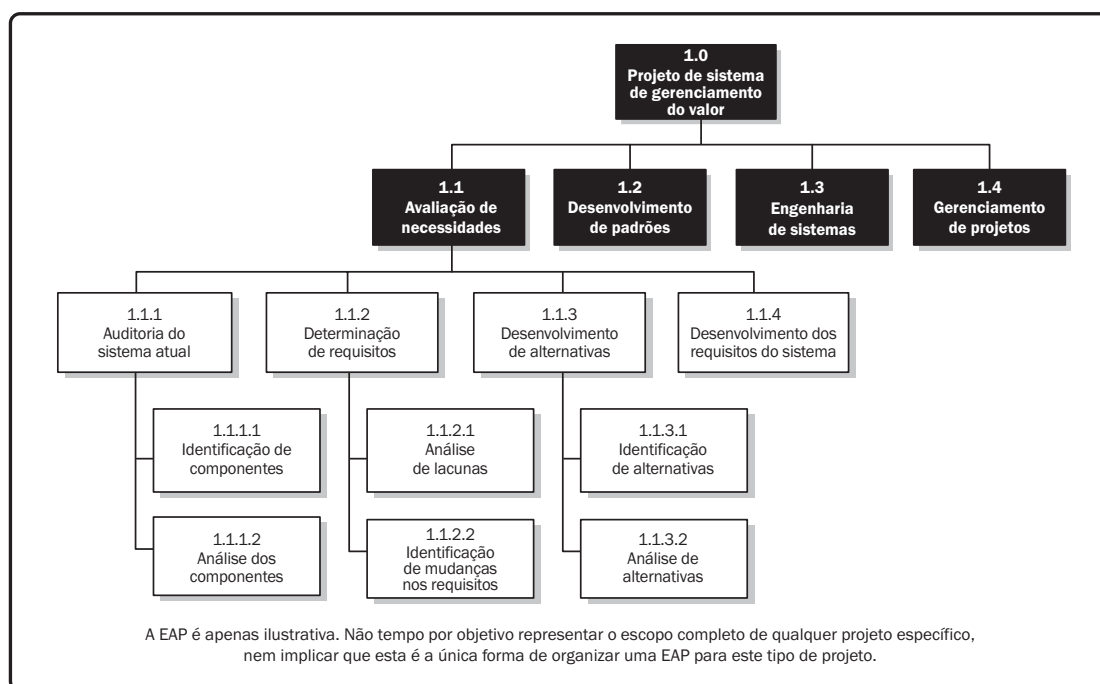 1.0
Projeto de sistema
de gerenciamento
do valor
1.1
Avaliação de
necessidades
1.2
Desenvolvimento
de padrões
1.3
Engenharia
de sistemas
1.4
Gerenciamento
de projetos
1.1.1
Auditoria do
sistema atual
1.1.2
Determinação
de requisitos
1.1.3
Desenvolvimento
de alternativas
1.1.4
Desenvolvimento dos
requisitos do sistema
1.1.1.1
Identificação de
componentes
1.1.2.1
Análise
de lacunas
1.1.3.1
Identificação
de alternativas
1.1.1.2
Análise dos
componentes
1.1.2.2
Identificação
de mudanças
nos requisitos
1.1.3.2
Análise de
alternativas
A EAP é apenas ilustrativa. Não tempo por objetivo representar o escopo completo de qualquer projeto específico,
nem implicar que esta é a única forma de organizar uma EAP para este tipo de projeto.